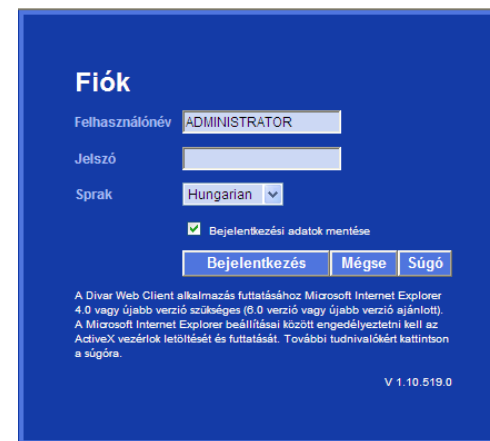 Fiók
Felhasználónév ADMINISTRATOR
Jelszó
Sprak Hungarian
Bejelentkezési adatok mentése
Bejelentkezés Mégse Súgó
A Divar Web Client alkalmazás futtatásához Microsoft Internet Explorer
4.0 vagy újabb verzió szükséges (6.0 verzió vagy újabb verzió ajánlott).
A Microsoft Internet Explorer beállításai között engedélyeztetni kell az
ActiveX vezérlok letöltését és futtatását. További tudnivalókért kattintson
a súgóra.
V 1.10.519.0